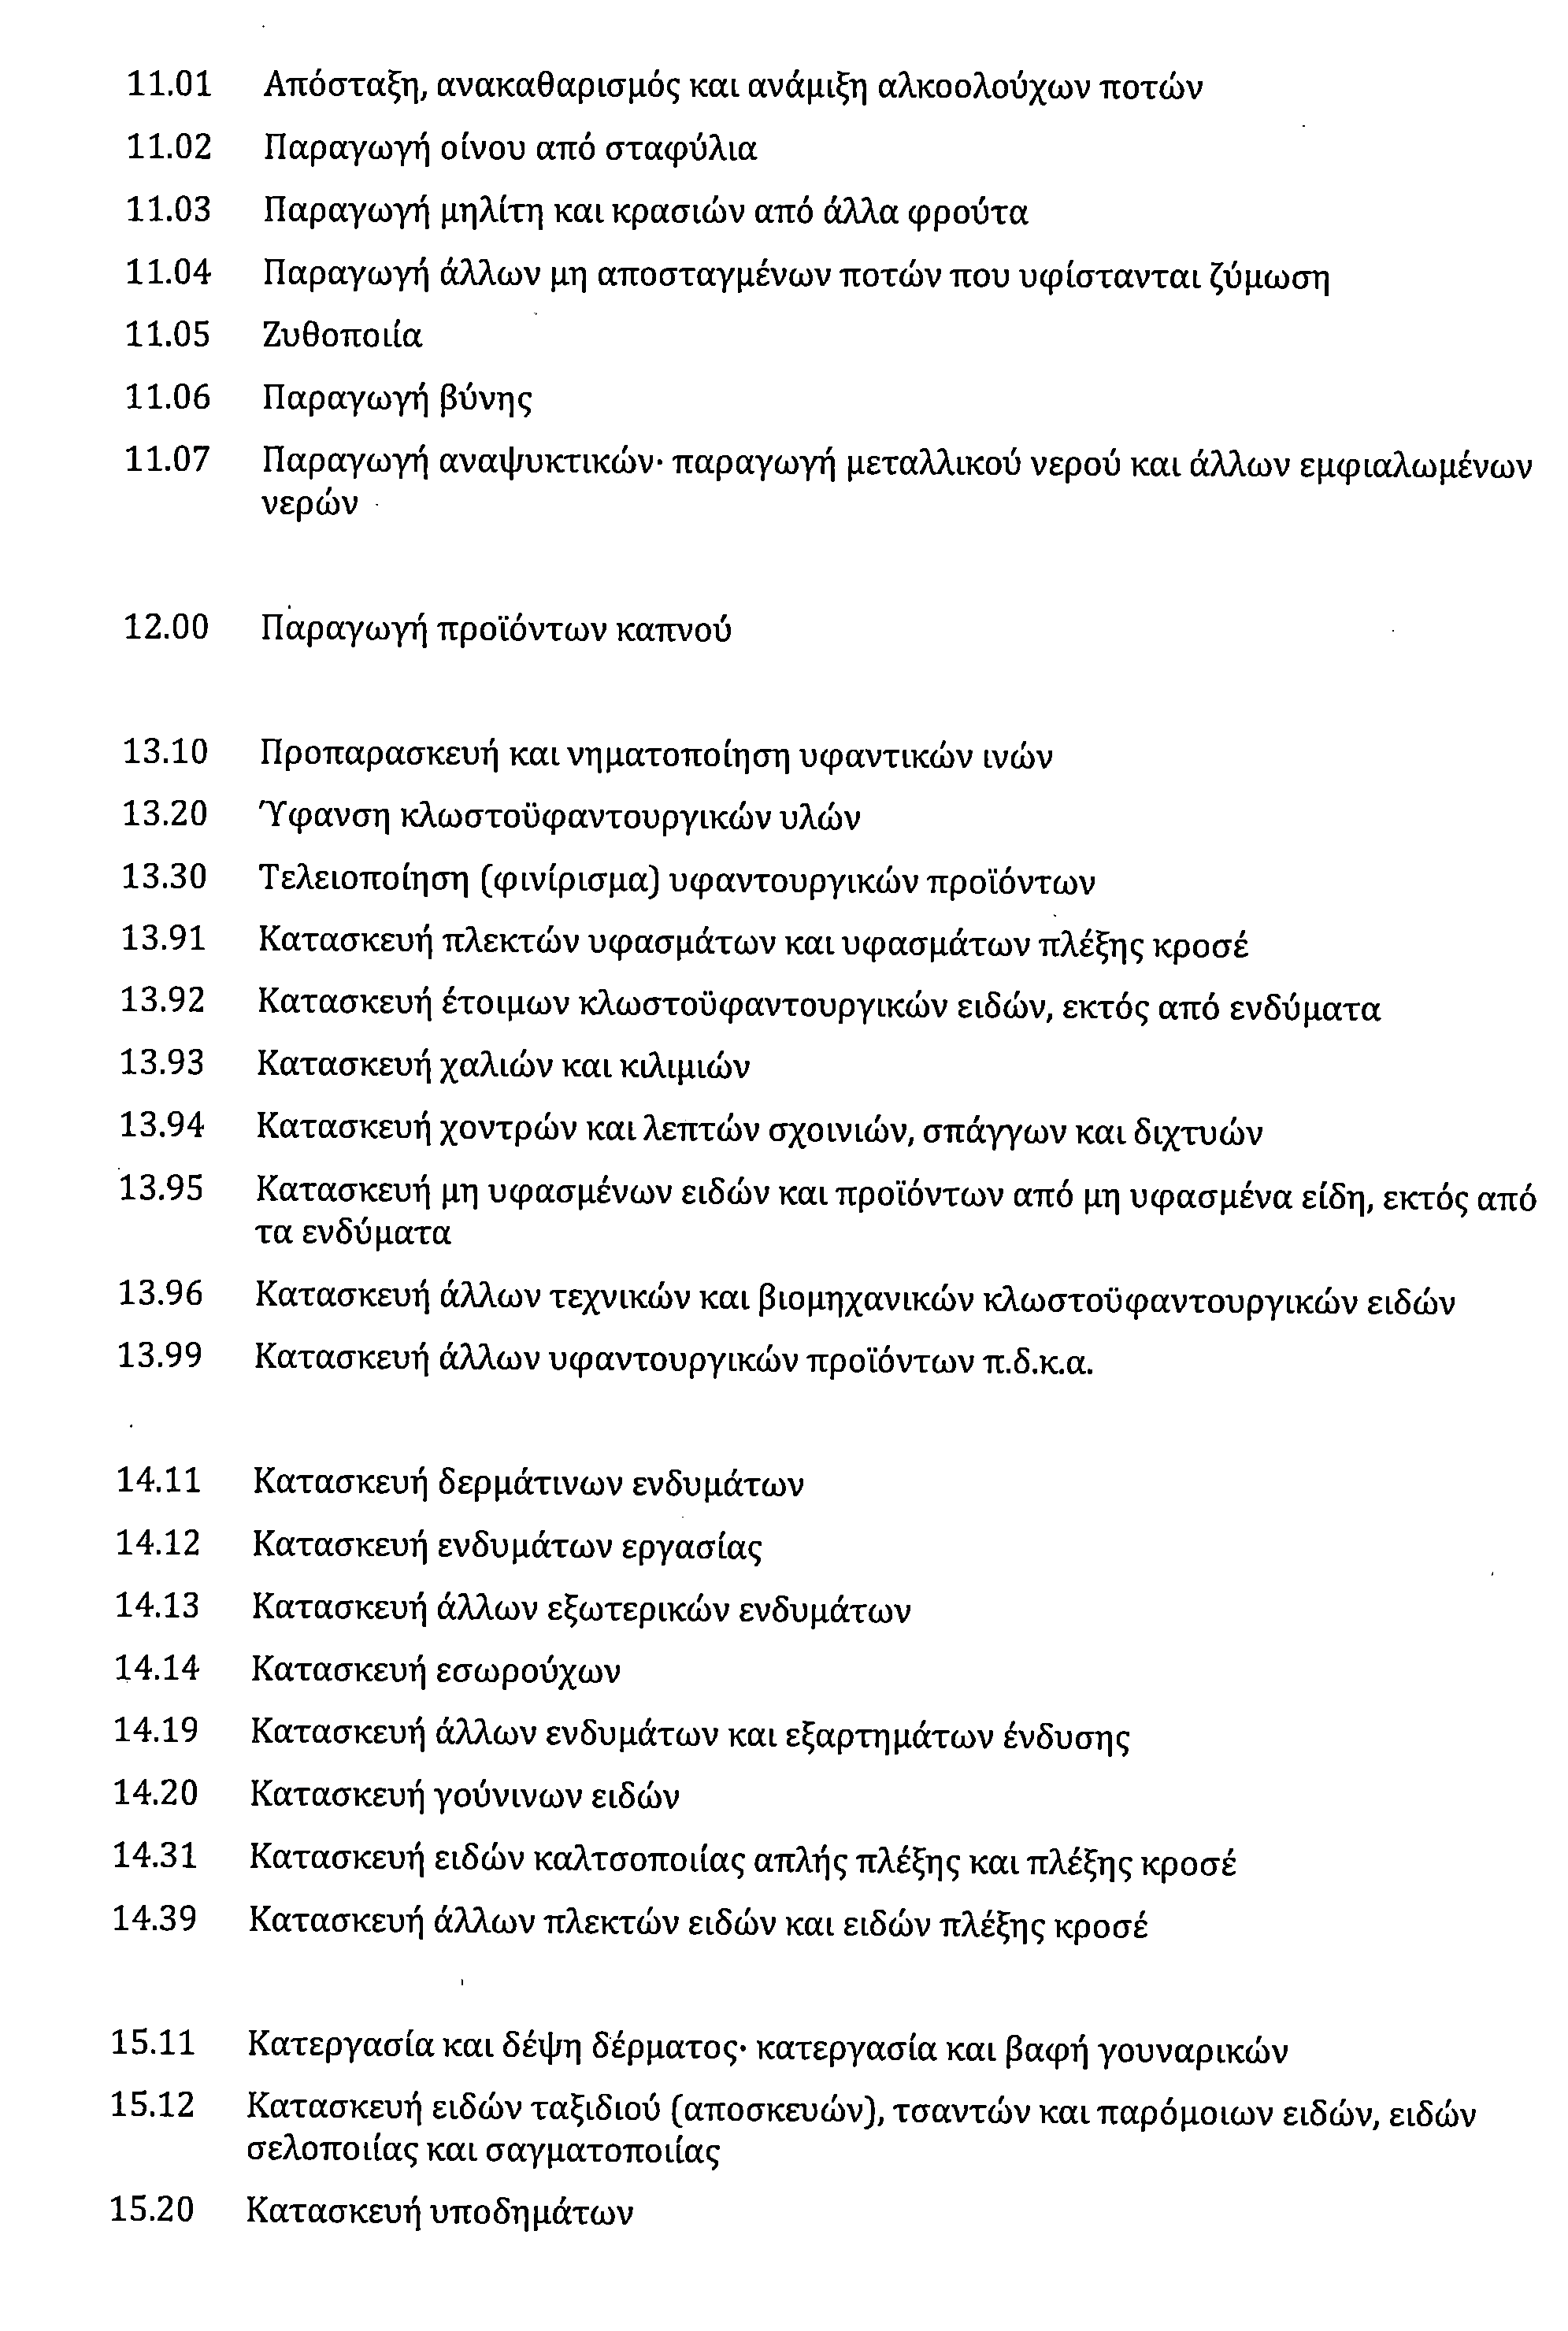 11.01 Απόσταξη, ανακαθαρισμός και ανάμιξη αλκοολούχων ποτών
11.02 Παραγωγή οίνου από σταφύλια
11.03 Παραγωγή μηλίτη και κρασιών από άλλα φρούτα
11.04 Παραγωγή άλλων μη αποσταγμένων ποτών που υφίστανται ζύμωση
11.05 Ζυθοποιία
11.06 Παραγωγή βύνης
11.07 Παραγωγή αναψυκτικών· παραγωγή μεταλλικού νερού και άλλων εμφιαλωμένων
νερών
12.00 Παραγωγή προϊόντων καπνού
13.10 Προπαρασκευή και νηματοποίηση υφαντικών ινών
13.20 Ύφανση κλωστοϋφαντουργικών υλών
13.30 Τελειοποίηση (φινίρισμα) υφαντουργικών προϊόντων
13.91 Κατασκευή πλεκτών υφασμάτων και υφασμάτων πλέξης κροσέ
13.92 Κατασκευή έτοιμων κλωστοϋφαντουργικών ειδών, εκτός από ενδύματα
13.93 Κατασκευή χαλιών και κιλιμιών
13.94 Κατασκευή χοντρών και λεπτών σχοινιών, σπάγγων και διχτυών
13.95 Κατασκευή μη υφασμένων ειδών και προϊόντων από μη υφασμένα είδη, εκτός από
τα ενδύματα
13.96 Κατασκευή άλλων τεχνικών και βιομηχανικών κλωστοϋφαντουργικών ειδών
13.99 Κατασκευή άλλων υφαντουργικών προϊόντων π.δ.κ.α.
14.11 Κατασκευή δερμάτινων ενδυμάτων
14.12 Κατασκευή ενδυμάτων εργασίας
14.13 Κατασκευή άλλων εξωτερικών ενδυμάτων
14.14 Κατασκευή εσωρούχων
14.19 Κατασκευή άλλων ενδυμάτων και εξαρτημάτων ένδυσης
14.20 Κατασκευή γούνινων ειδών
14.31 Κατασκευή ειδών καλτσοποιίας απλής πλέξης και πλέξης κροσέ
14.39 Κατασκευή άλλων πλεκτών ειδών και ειδών πλέξης κροσέ
15.11 Κατεργασία και δέψη δέρματος· κατεργασία και βαφή γουναρικών
15.12 Κατασκευή ειδών ταξιδιού (αποσκευών), τσαντών και παρόμοιων ειδών, ειδών
σελοποιίας και σαγματοποιίας
15.20 Κατασκευή υποδημάτων